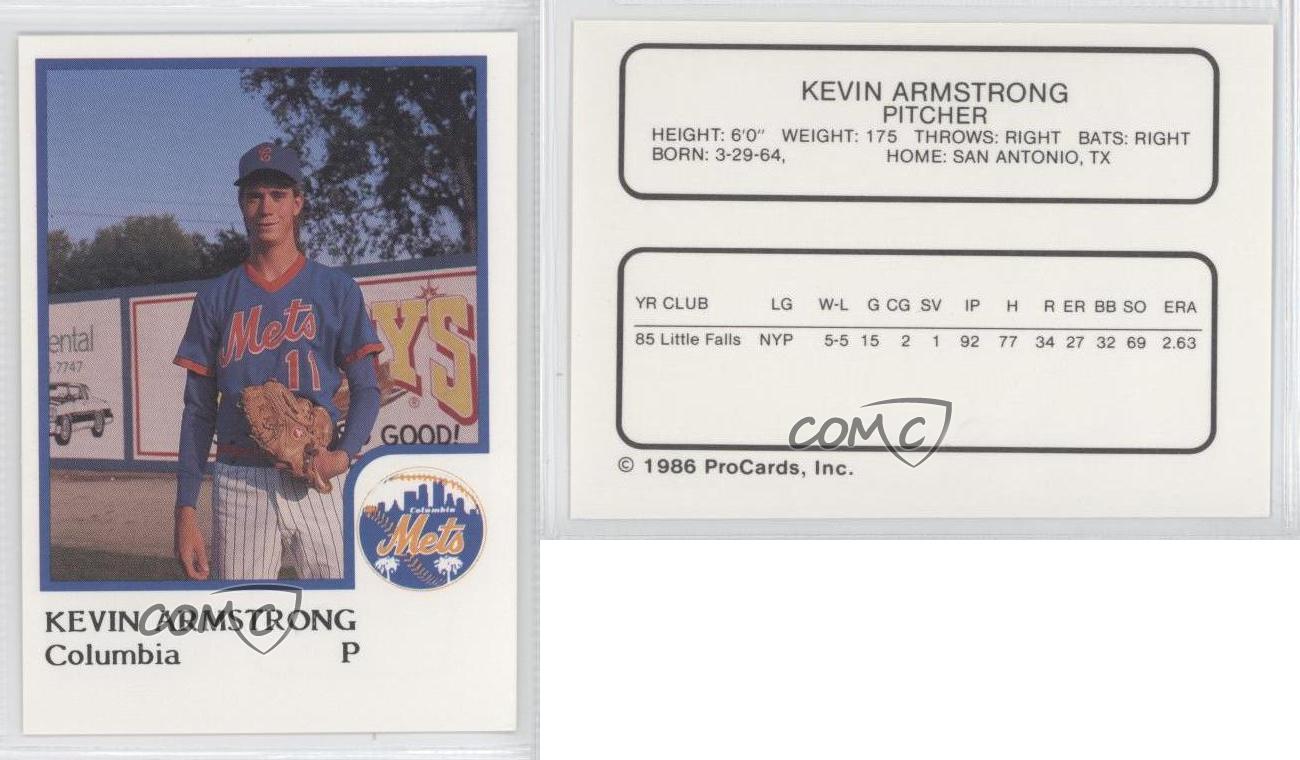 C
Mets
11
ental
7747
YS
®
GOOD!
Columbia
Mets
KEVIN ARMSTRONG
Columbia P
COMC
KEVIN ARMSTRONG
PITCHER
HEIGHT: 6'0" WEIGHT: 175 THROWS: RIGHT BATS: RIGHT
BORN: 3-29-64, HOME: SAN ANTONIO, TX
YR CLUB LG W-L G CG SV IP H R ER BB SO ERA
85 Little Falls NYP 5-5 15 2 1 92 77 34 27 32 69 2.63
COMC
© 1986 ProCards, Inc.